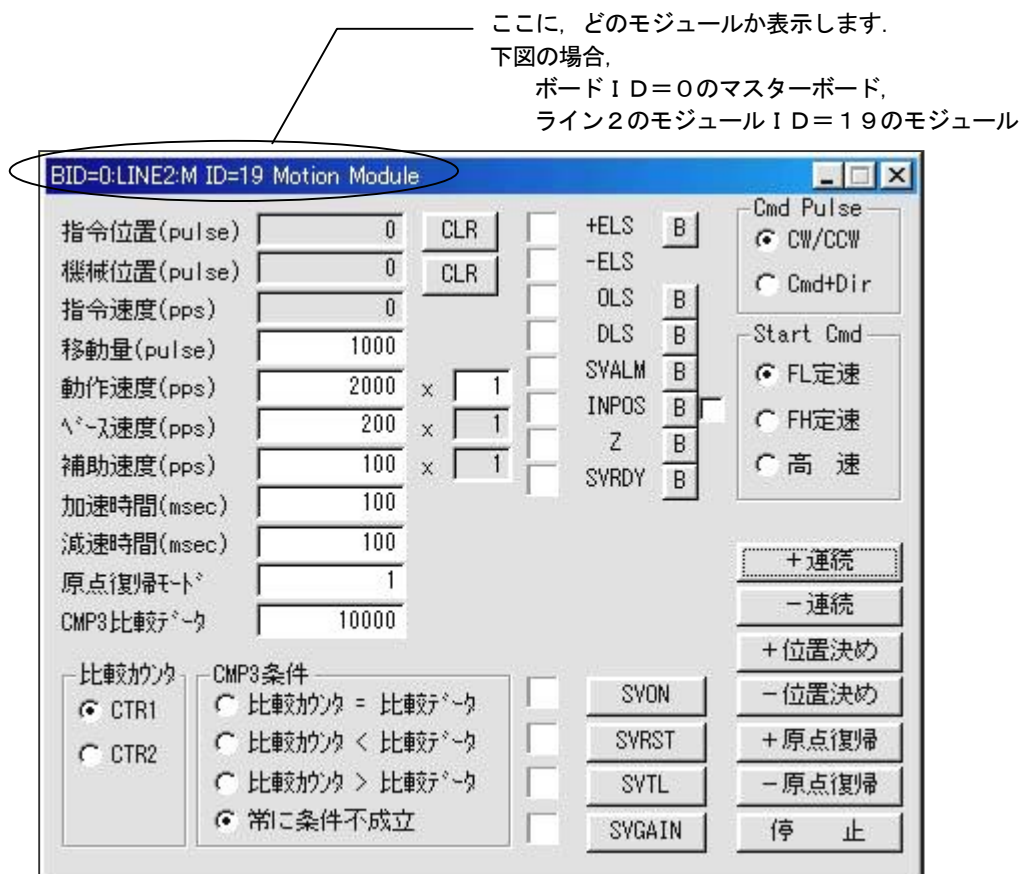 ここに，どのモジュールか表示します．
下図の場合，
ボードＩＤ＝０のマスターボード，
ライン２のモジュールＩＤ＝１９のモジュール
BID=0:LINE2:M ID=19 Motion Module
指令位置(pulse) 0 CLR
機械位置(pulse) 0 CLR
指令速度(pps) 0
移動量(pulse) 1000
動作速度(pps) 2000 x 1
ﾍﾞｰｽ速度(pps) 200 x 1
補助速度(pps) 100 x 1
加速時間(msec) 100
減速時間(msec) 100
原点復帰ﾓｰﾄﾞ 1
CMP3比較ﾃﾞｰﾀ 10000
+ELS B
-ELS
OLS B
DLS B
SVALM B
INPOS B
Z B
SVRDY B
Cmd Pulse
CW/CCW
Cmd+Dir
Start Cmd
FL定速
FH定速
高 速
比較ｶｳﾝﾀ
CTR1
CTR2
CMP3条件
比較ｶｳﾝﾀ = 比較ﾃﾞｰﾀ
比較ｶｳﾝﾀ < 比較ﾃﾞｰﾀ
比較ｶｳﾝﾀ > 比較ﾃﾞｰﾀ
常に条件不成立
SVON
SVRST
SVTL
SVGAIN
＋連続
－連続
＋位置決め
－位置決め
＋原点復帰
－原点復帰
停 止